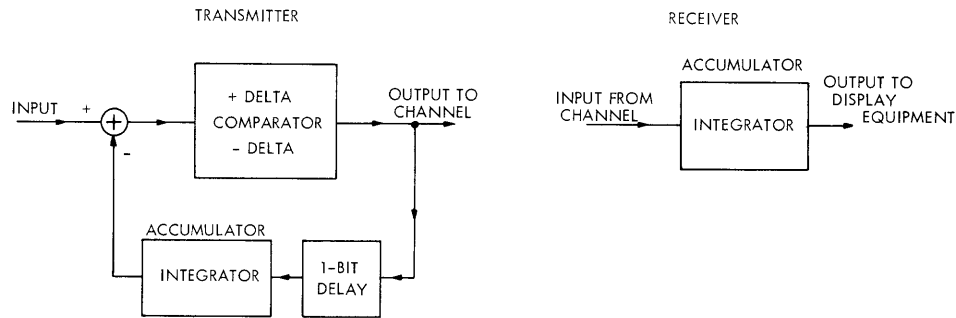 TRANSMITTER
INPUT
+
+
-
+ DELTA
COMPARATOR
- DELTA
OUTPUT TO
CHANNEL
ACCUMULATOR
INTEGRATOR
1-BIT
DELAY
RECEIVER
INPUT FROM
CHANNEL
ACCUMULATOR
INTEGRATOR
OUTPUT TO
DISPLAY
EQUIPMENT